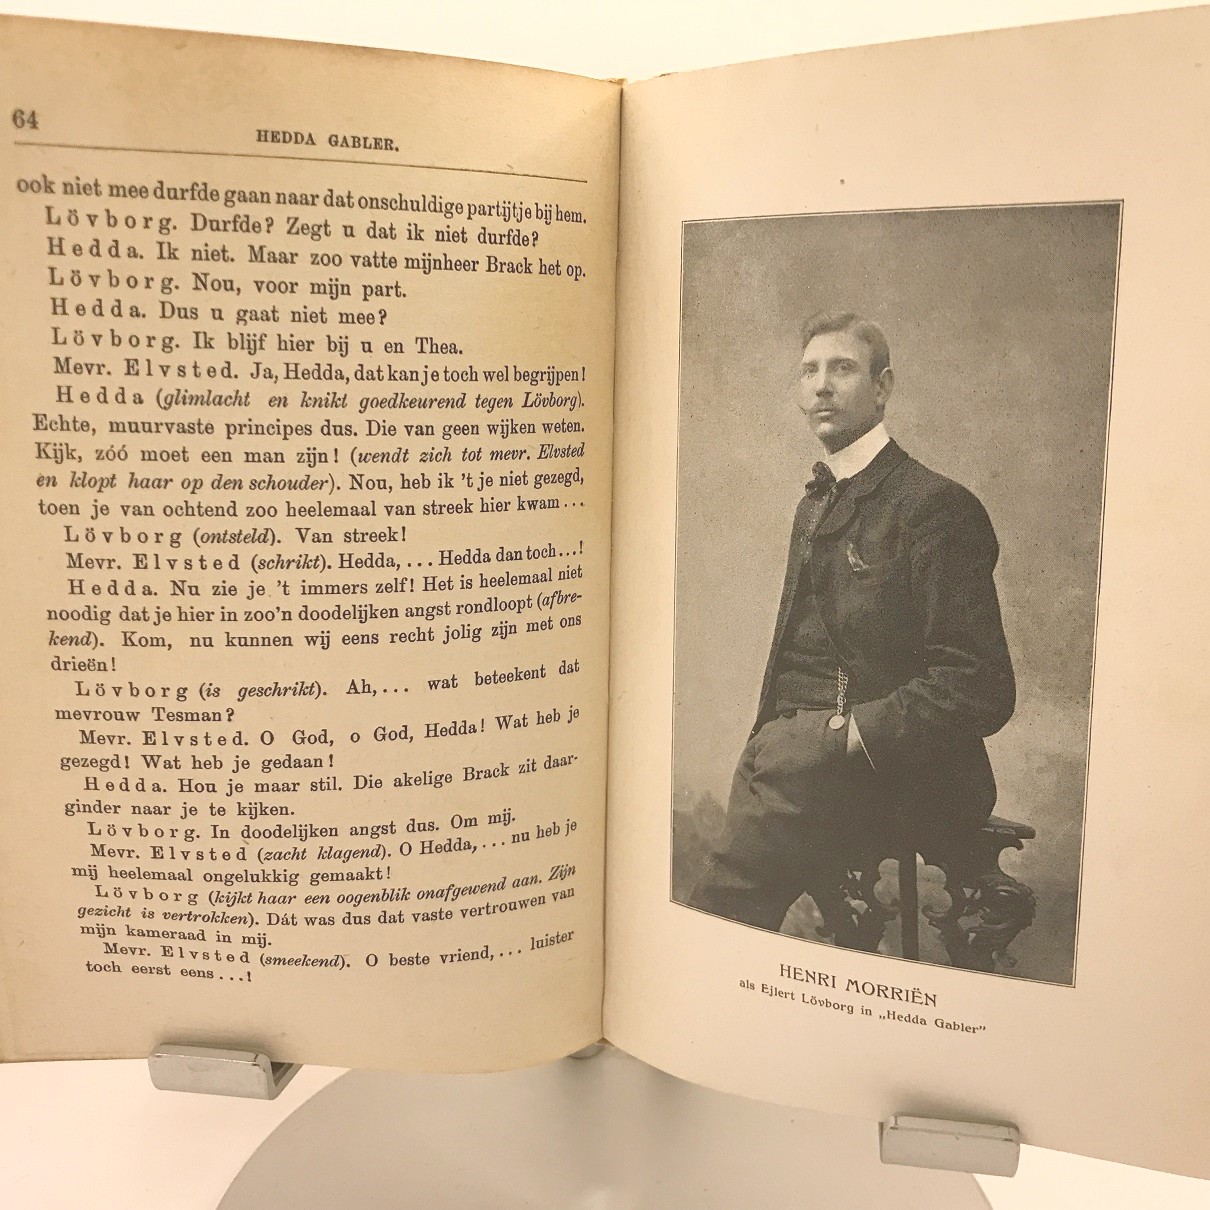 64
HEDDA GABLER.
ook niet mee durfde gaan naar dat onschuldige partijtje bij hem.
Lövborg. Durfde? Zegt u dat ik niet durfde?
Hedda. Ik niet. Maar zoo vatte mijnheer Brack het op.
Lövborg. Nou, voor mijn part.
Hedda. Dus u gaat niet mee?
Lövborg. Ik blijf hier bij u en Thea.
Mevr. Elvsted. Ja, Hedda, dat kan je toch wel begrijpen!
Hedda (glimlacht en knikt goedkeurend tegen Lövborg).
Echte, muurvaste principes dus. Die van geen wijken weten.
Kijk, zóó moet een man zijn! (wendt zich tot mevr. Elvsted
en klopt haar op den schouder). Nou, heb ik 't je niet gezegd,
toen je van ochtend zoo heelemaal van streek hier kwam ...
Lövborg (ontsteld). Van streek!
Mevr. Elvsted (schrikt). Hedda, ... Hedda dan toch...!
Hedda. Nu zie je 't immers zelf! Het is heelemaal niet
noodig dat je hier in zoo'n doodelijken angst rondloopt (afbre-
kend). Kom, nu kunnen wij eens recht jolig zijn met ons
drieën!
Lövborg (is geschrikt). Ah,... wat beteekent dat
mevrouw Tesman?
Mevr. Elvsted. O God, o God, Hedda! Wat heb je
gezegd! Wat heb je gedaan!
Hedda. Hou je maar stil. Die akelige Brack zit daar-
ginder naar je te kijken.
Lövborg. In doodelijken angst dus. Om mij.
Mevr. Elvsted (zacht klagend). O Hedda, ... nu heb je
mij heelemaal ongelukkig gemaakt!
Lövborg (kijkt haar een oogenblik onafgewend aan. Zijn
gezicht is vertrokken). Dát was dus dat vaste vertrouwen van
mijn kameraad in mij.
Mevr. Elvsted (smeekend). O beste vriend, ... luister
toch eerst eens ...!
HENRI MORRIËN
als Ejlert Lövborg in „Hedda Gabler"